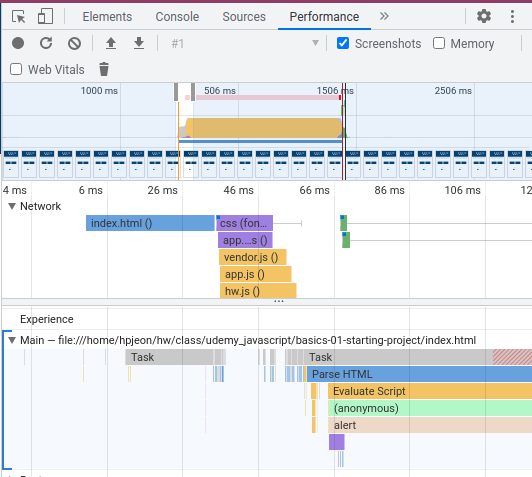 Elements Console Sources Performance »
#1 Screenshots Memory
Web Vitals
1000 ms 506 ms 1506 ms 2506 ms
4 ms 6 ms 26 ms 46 ms 66 ms 86 ms 106 ms 12
Network
index.html () css (fon...
app....s ()
vendor.js ()
app.js ()
hw.js ()
...
Experience
Main — file:///home/hpjeon/hw/class/udemy_javascript/basics-01-starting-project/index.html
Task Task
Parse HTML
Evaluate Script
(anonymous)
alert